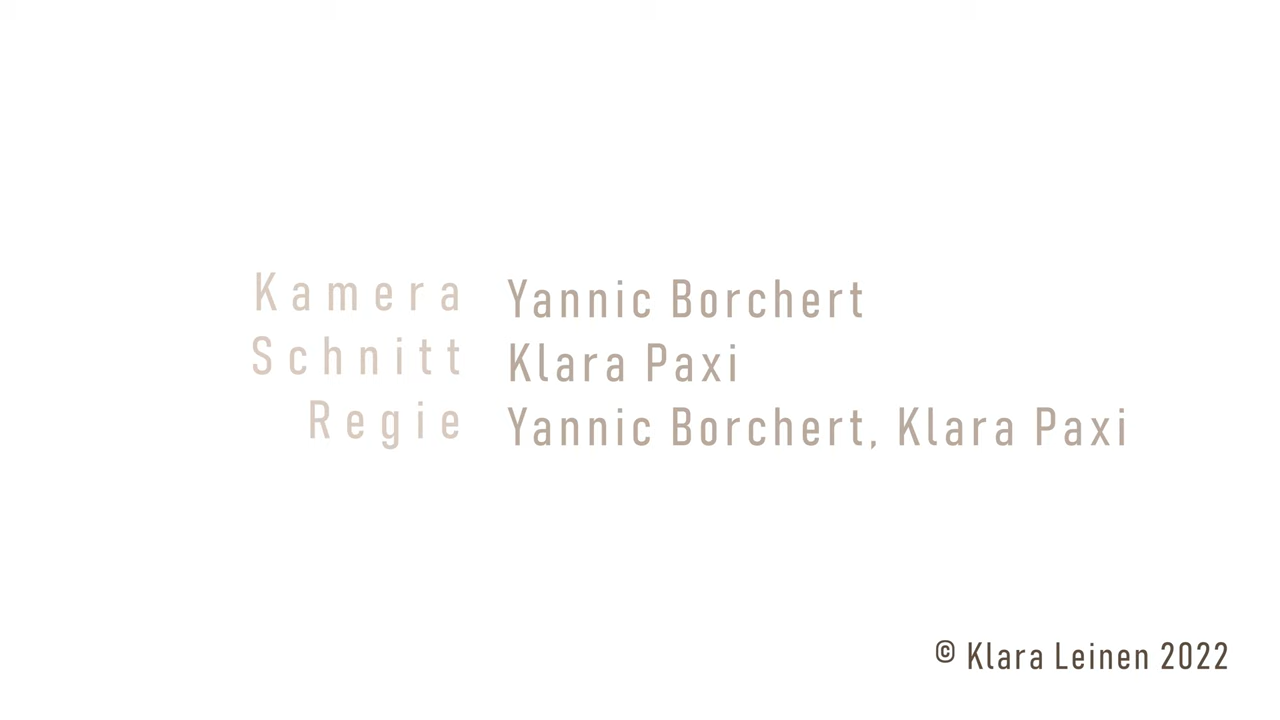 Kamera Yannic Borchert
Schnitt Klara Paxi
Regie Yannic Borchert, Klara Paxi
© Klara Leinen 2022